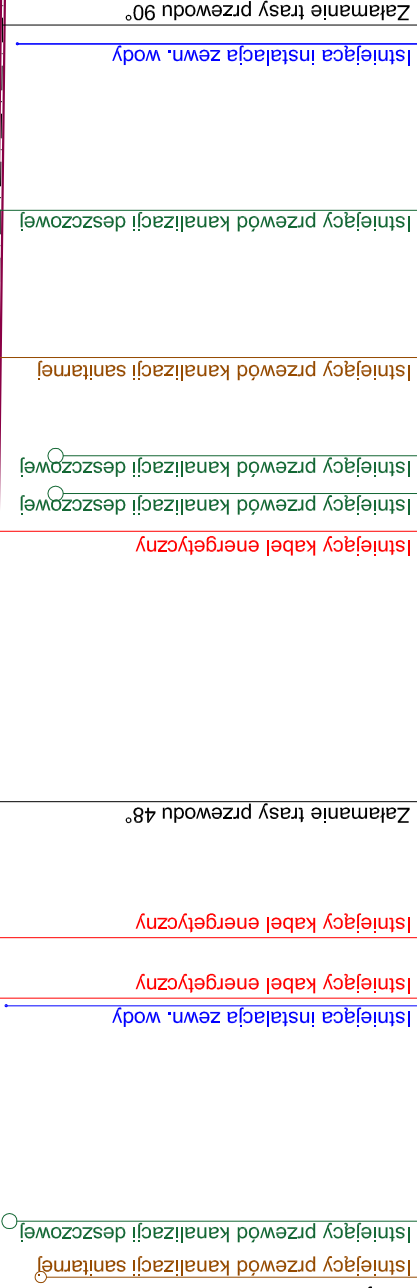 Istniejący przewód kanalizacji sanitarnej
Istniejący przewód kanalizacji deszczowej
Istniejąca instalacja zewn. wody
Istniejący kabel energetyczny
Istniejący kabel energetyczny
Załamanie trasy przewodu 48°
Istniejący kabel energetyczny
Istniejący przewód kanalizacji deszczowej
Istniejący przewód kanalizacji deszczowej
Istniejący przewód kanalizacji sanitarnej
Istniejący przewód kanalizacji deszczowej
Istniejąca instalacja zewn. wody
Załamanie trasy przewodu 90°